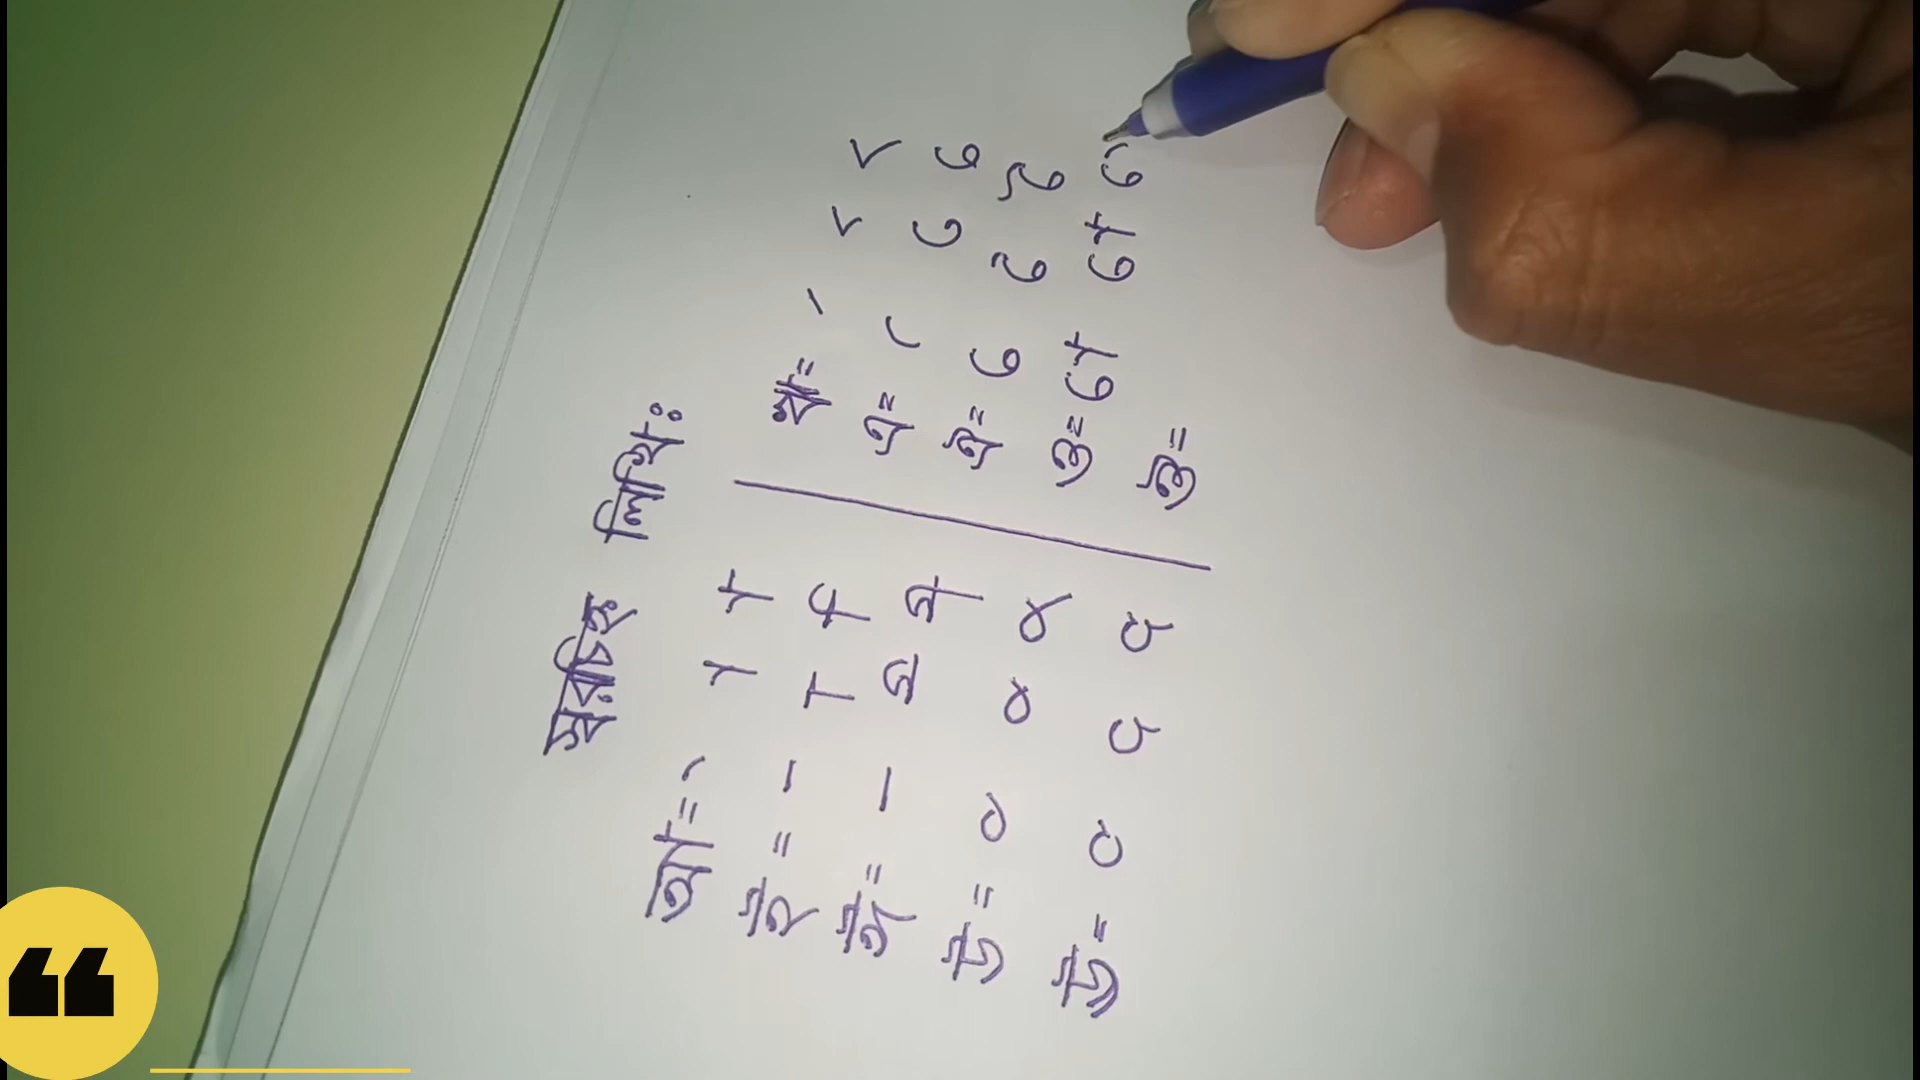 স্বরচিহ্ন লিখিঃ
আ = া া
ই = ি
ঈ = ী
উ = ু
ঊ = ূ
ঋ = ৃ
এ = ে ে
ঐ = ে ৈ
ও = ো ো
ঔ =